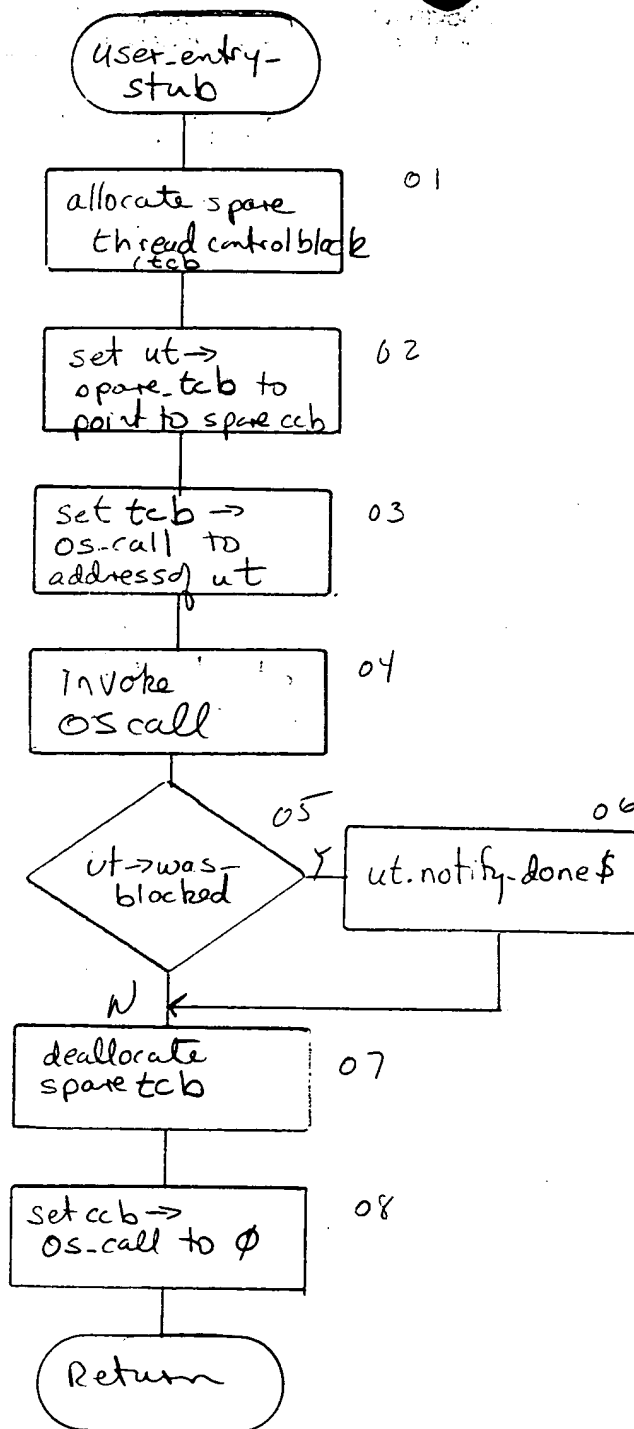 user_entry_
stub
01
allocate spare
thread control block
(tcb
02
set ut→
spare_tcb to
point to spare ccb
03
set tcb →
os_call to
address of ut
04
Invoke
OS call
05
ut→was_
blocked
Y
06
ut.notify_done$
N
07
deallocate
spare tcb
08
set ccb→
os_call to Ø
Return